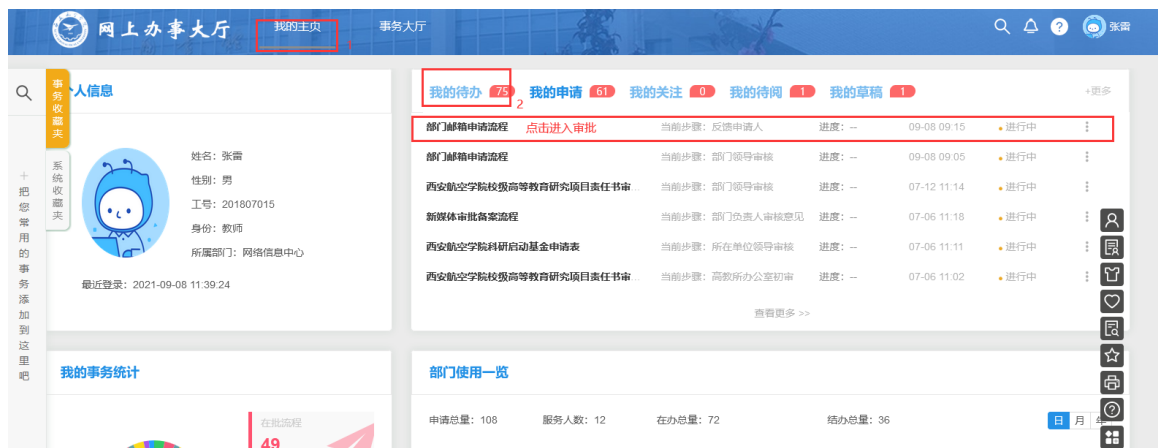 网上办事大厅 我的主页 1 事务大厅 张雷
事务收藏夹
系统收藏夹
把您常用的事务添加到这里吧
个人信息
姓名：张雷
性别：男
工号：201807015
身份：教师
所属部门：网络信息中心
最近登录：2021-09-08 11:39:24
我的待办 75 我的申请 61 我的关注 0 我的待阅 1 我的草稿 1 +更多
2
部门邮箱申请流程 点击进入审批 当前步骤：反馈申请人 进度：-- 09-08 09:15 进行中
部门邮箱申请流程 当前步骤：部门领导审核 进度：-- 09-08 09:05 进行中
西安航空学院校级高等教育研究项目责任书审... 当前步骤：部门领导审核 进度：-- 07-12 11:14 进行中
新媒体审批备案流程 当前步骤：部门负责人审核意见 进度：-- 07-06 11:18 进行中
西安航空学院科研启动基金申请表 当前步骤：所在单位领导审核 进度：-- 07-06 11:11 进行中
西安航空学院校级高等教育研究项目责任书审... 当前步骤：高教所办公室初审 进度：-- 07-06 11:02 进行中
查看更多 >>
我的事务统计
在批流程
49
部门使用一览
申请总量：108 服务人数：12 在办总量：72 结办总量：36 日 月 年